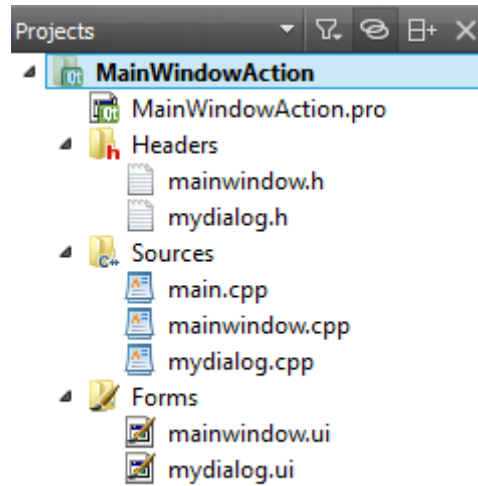 Projects
MainWindowAction
MainWindowAction.pro
Headers
mainwindow.h
mydialog.h
Sources
main.cpp
mainwindow.cpp
mydialog.cpp
Forms
mainwindow.ui
mydialog.ui